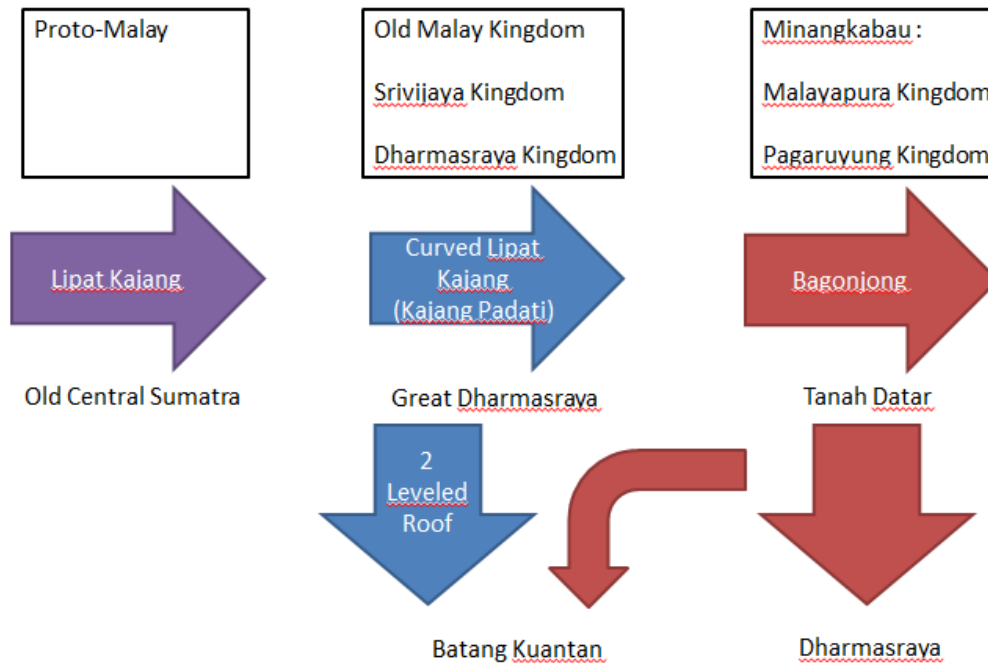 Proto-Malay
Old Malay Kingdom
Srivijaya Kingdom
Dharmasraya Kingdom
Minangkabau :
Malayapura Kingdom
Pagaruyung Kingdom
Lipat Kajang
Curved Lipat
Kajang
(Kajang Padati)
Bagonjong
Old Central Sumatra
Great Dharmasraya
Tanah Datar
2
Leveled
Roof
Batang Kuantan
Dharmasraya